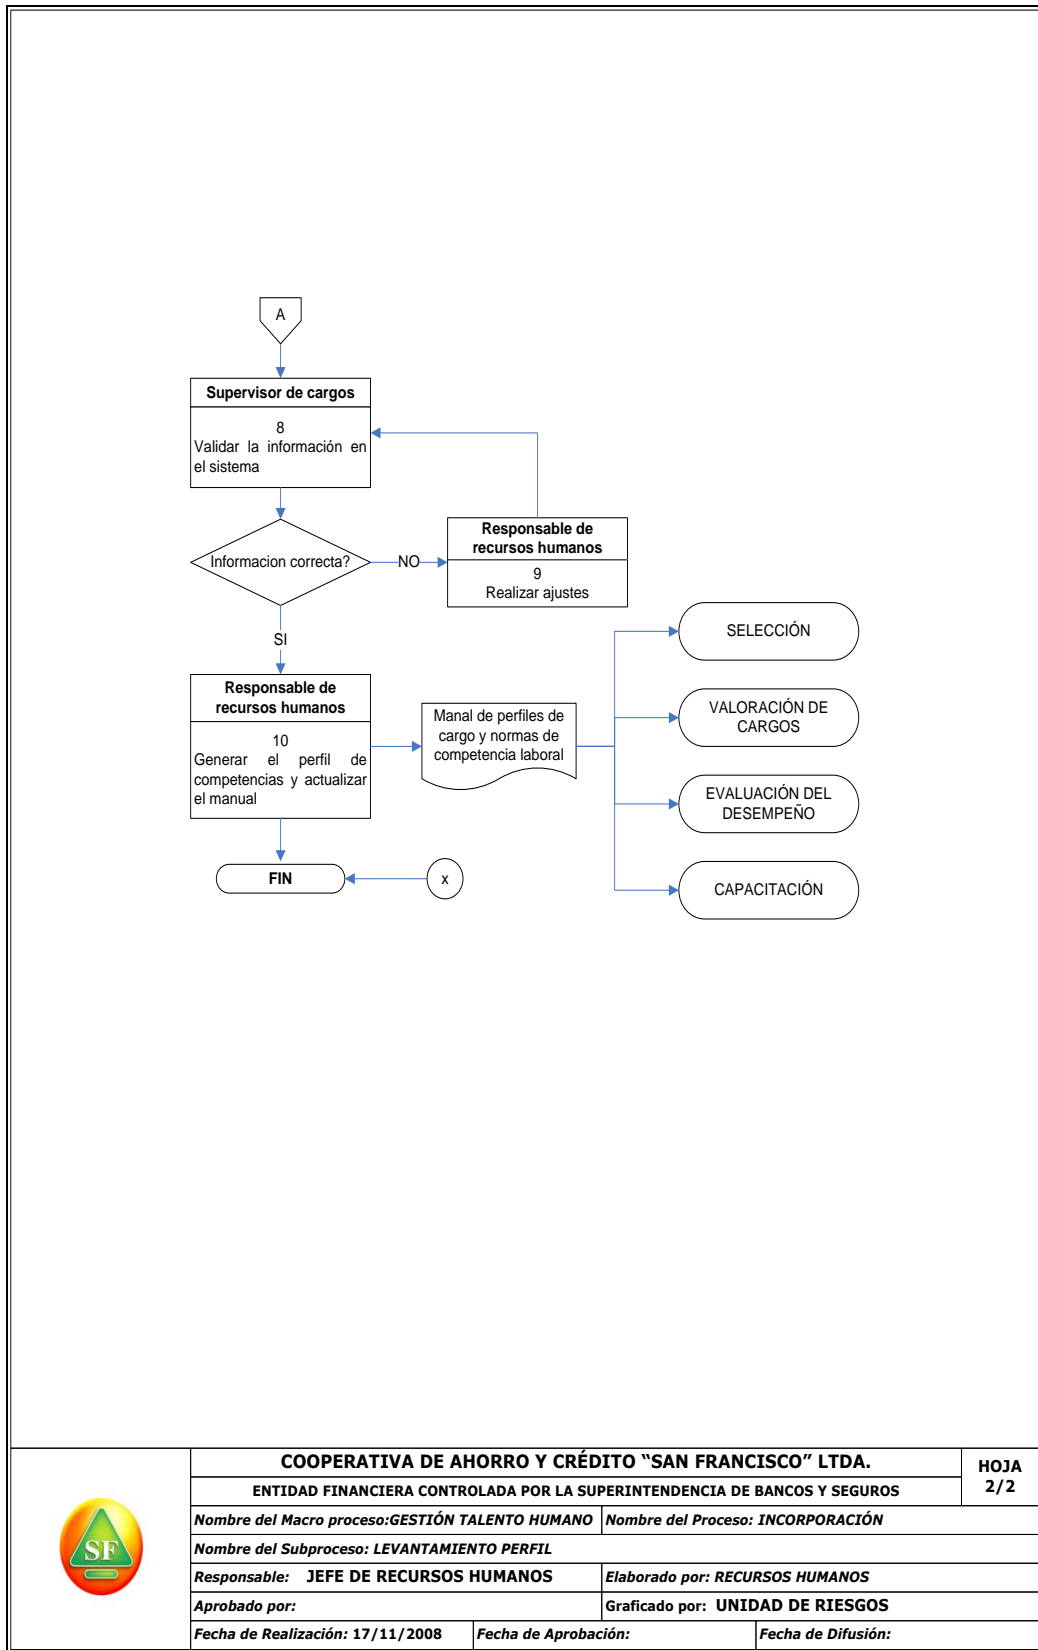 A
Supervisor de cargos
8
Validar la información en
el sistema
Informacion correcta?
NO
Responsable de
recursos humanos
9
Realizar ajustes
SI
Responsable de
recursos humanos
10
Generar el perfil de
competencias y actualizar
el manual
Manal de perfiles de
cargo y normas de
competencia laboral
SELECCIÓN
VALORACIÓN DE
CARGOS
EVALUACIÓN DEL
DESEMPEÑO
CAPACITACIÓN
FIN
x
SF
COOPERATIVA DE AHORRO Y CRÉDITO “SAN FRANCISCO” LTDA.
HOJA
2/2
ENTIDAD FINANCIERA CONTROLADA POR LA SUPERINTENDENCIA DE BANCOS Y SEGUROS
Nombre del Macro proceso:GESTIÓN TALENTO HUMANO
Nombre del Proceso: INCORPORACIÓN
Nombre del Subproceso: LEVANTAMIENTO PERFIL
Responsable: JEFE DE RECURSOS HUMANOS
Elaborado por: RECURSOS HUMANOS
Aprobado por:
Graficado por: UNIDAD DE RIESGOS
Fecha de Realización: 17/11/2008
Fecha de Aprobación:
Fecha de Difusión: